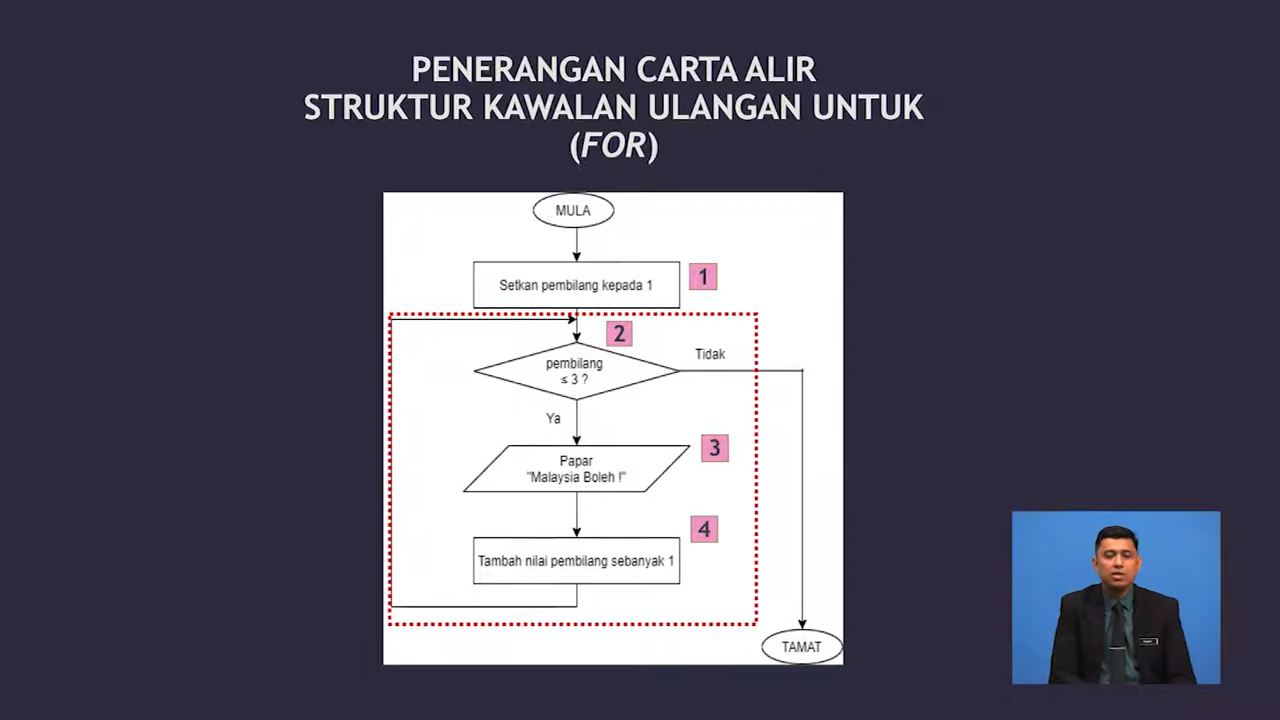 PENERANGAN CARTA ALIR
STRUKTUR KAWALAN ULANGAN UNTUK
(FOR)
MULA
Setkan pembilang kepada 1
1
2
pembilang
≤ 3 ?
Tidak
Ya
Papar
"Malaysia Boleh !"
3
4
Tambah nilai pembilang sebanyak 1
TAMAT